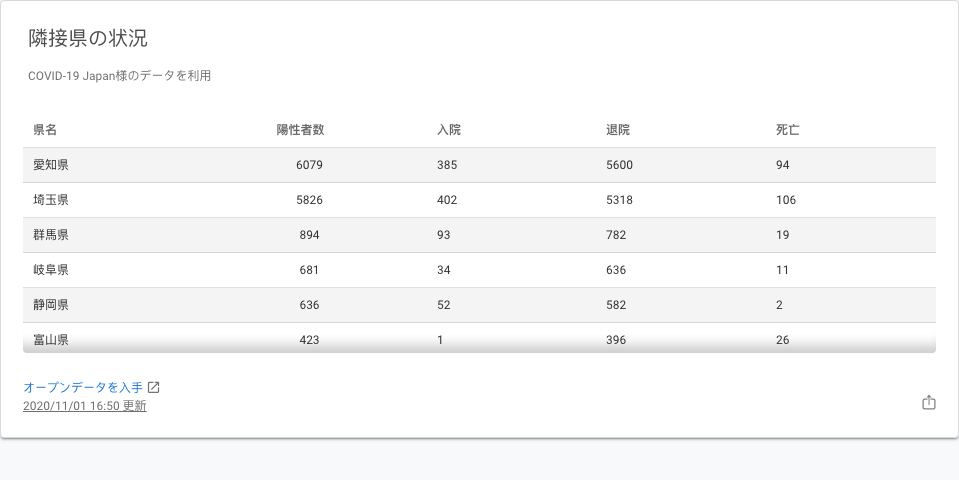 隣接県の状況
COVID-19 Japan様のデータを利用
県名 陽性者数 入院 退院 死亡
愛知県 6079 385 5600 94
埼玉県 5826 402 5318 106
群馬県 894 93 782 19
岐阜県 681 34 636 11
静岡県 636 52 582 2
富山県 423 1 396 26
オープンデータを入手
2020/11/01 16:50 更新